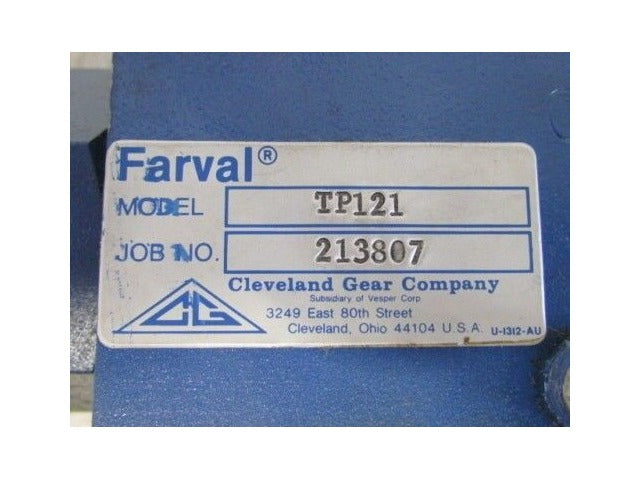 Farval®
MODEL TP121
JOB NO. 213807
Cleveland Gear Company
Subsidiary of Vesper Corp
CG
3249 East 80th Street
Cleveland, Ohio 44104 U.S.A. U-1312-AU